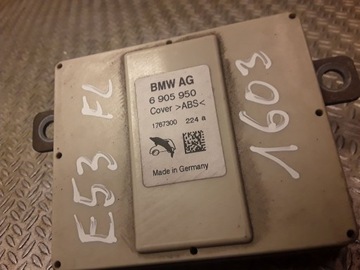 E53 FL
BMW AG
6 905 950
Cover >ABS<
1767300 224 a
Made in Germany
1603